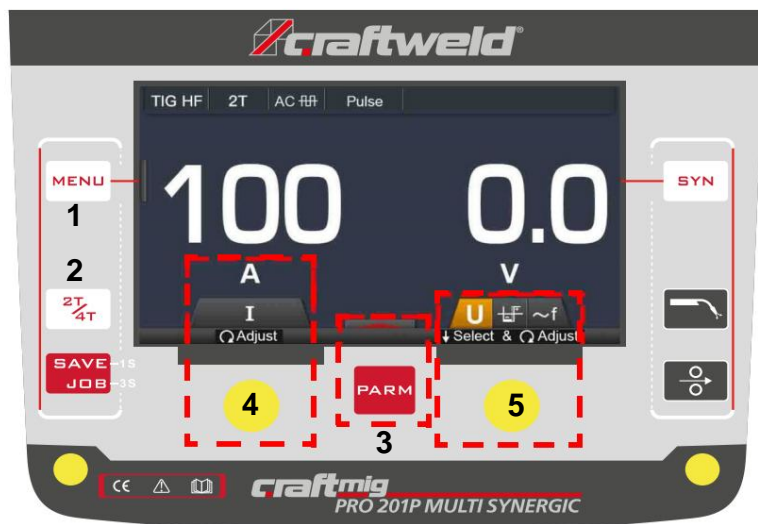 craftweld®
TIG HF 2T AC Pulse
MENU
1
100
0.0
SYN
2
A
V
2T/4T
I
U ~f
Adjust
Select & Adjust
SAVE -1S
JOB -3S
4
PARM
5
3
CE
craftmig
PRO 201P MULTI SYNERGIC